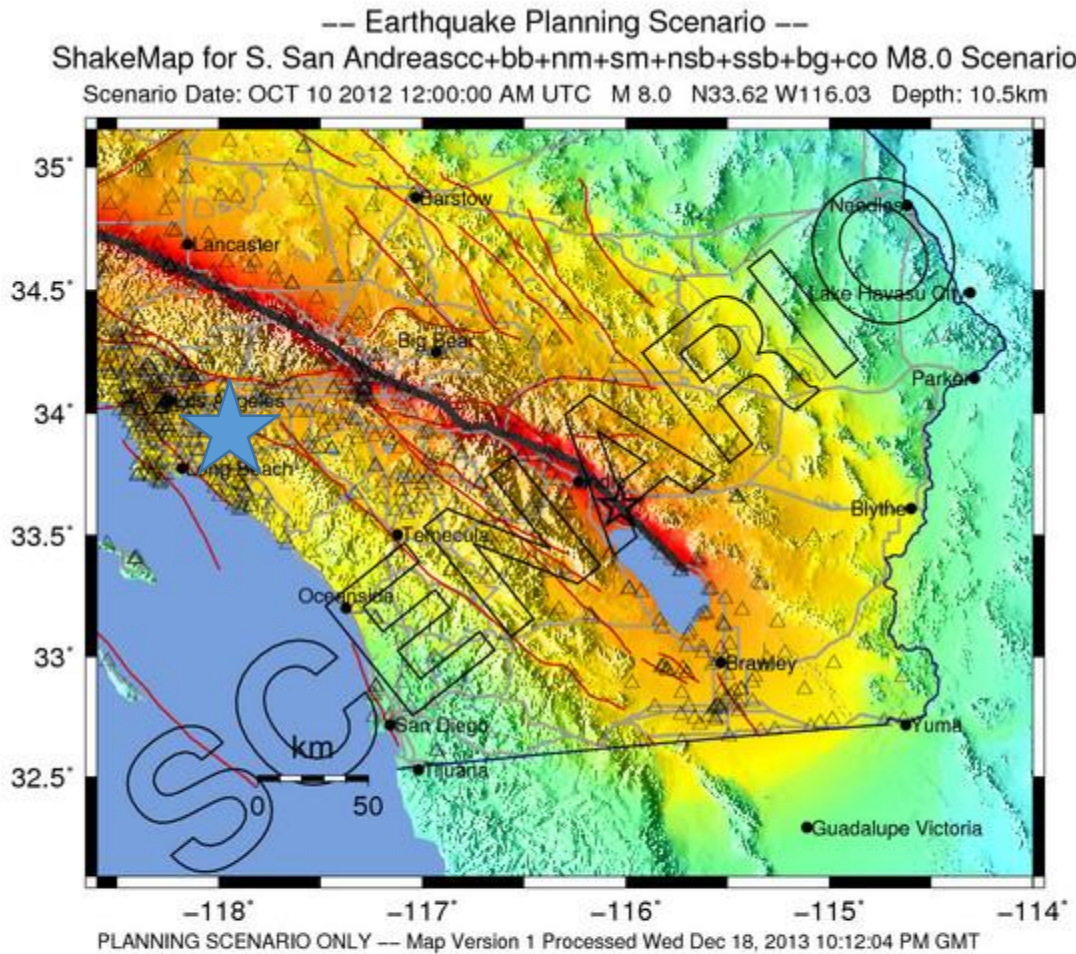 -- Earthquake Planning Scenario --
ShakeMap for S. San Andreascc+bb+nm+sm+nsb+ssb+bg+co M8.0 Scenario
Scenario Date: OCT 10 2012 12:00:00 AM UTC M 8.0 N33.62 W116.03 Depth: 10.5km
35°
Barstow
Needles
Lancaster
34.5°
Lake Havasu City
Big Bear
Parker
34°
Los Angeles
Long Beach
33.5°
Temecula
Blythe
Oceanside
33°
Brawley
SCENARIO
San Diego
Yuma
km
32.5°
Tijuana
0 50
Guadalupe Victoria
-118° -117° -116° -115° -114°
PLANNING SCENARIO ONLY -- Map Version 1 Processed Wed Dec 18, 2013 10:12:04 PM GMT